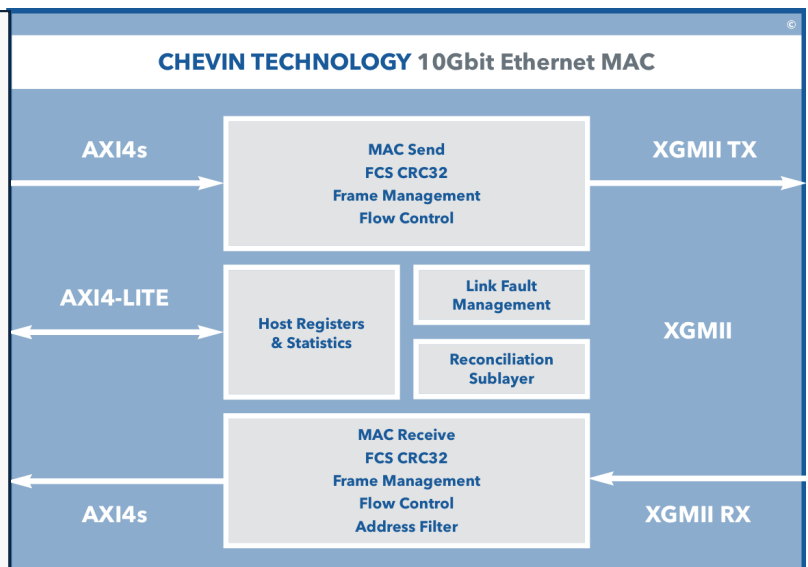 ©
CHEVIN TECHNOLOGY 10Gbit Ethernet MAC
AXI4s
MAC Send
FCS CRC32
Frame Management
Flow Control
XGMII TX
AXI4-LITE
Host Registers
& Statistics
Link Fault
Management
Reconciliation
Sublayer
XGMII
MAC Receive
FCS CRC32
Frame Management
Flow Control
Address Filter
AXI4s
XGMII RX